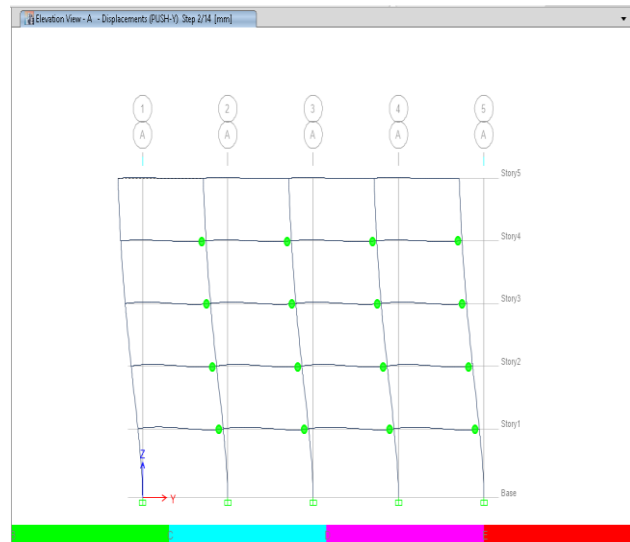 Elevation View - A - Displacements (PUSH-Y) Step 2/14 [mm]
1 2 3 4 5
A A A A A
Story5
Story4
Story3
Story2
Story1
Z
Y
Base